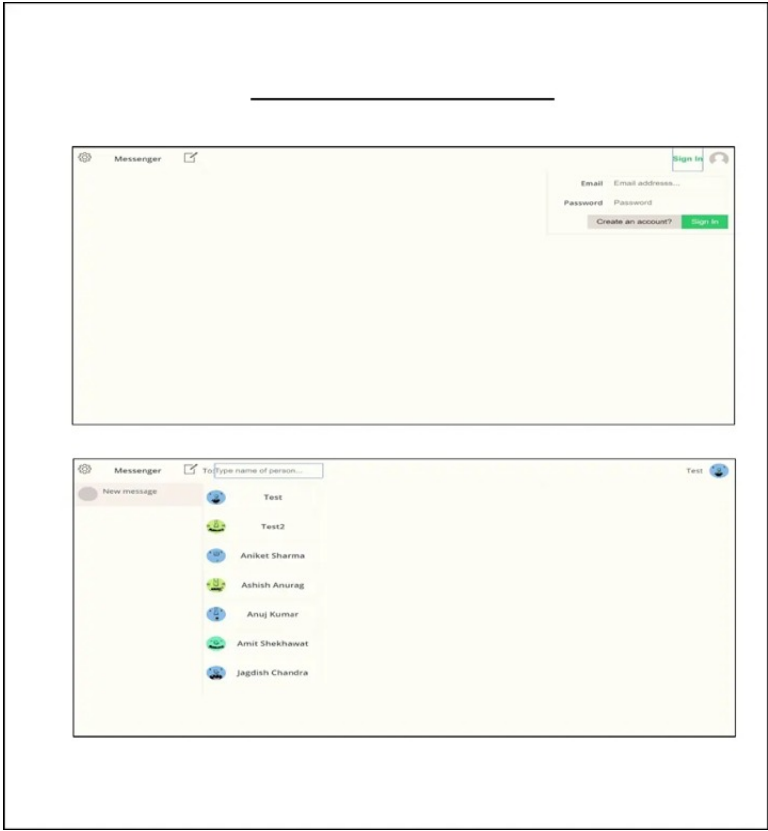 Messenger Sign In
Email Email addresss...
Password Password
Create an account? Sign In
Messenger To: Type name of person... Test
New message
Test
Test2
Aniket Sharma
Ashish Anurag
Anuj Kumar
Amit Shekhawat
Jagdish Chandra